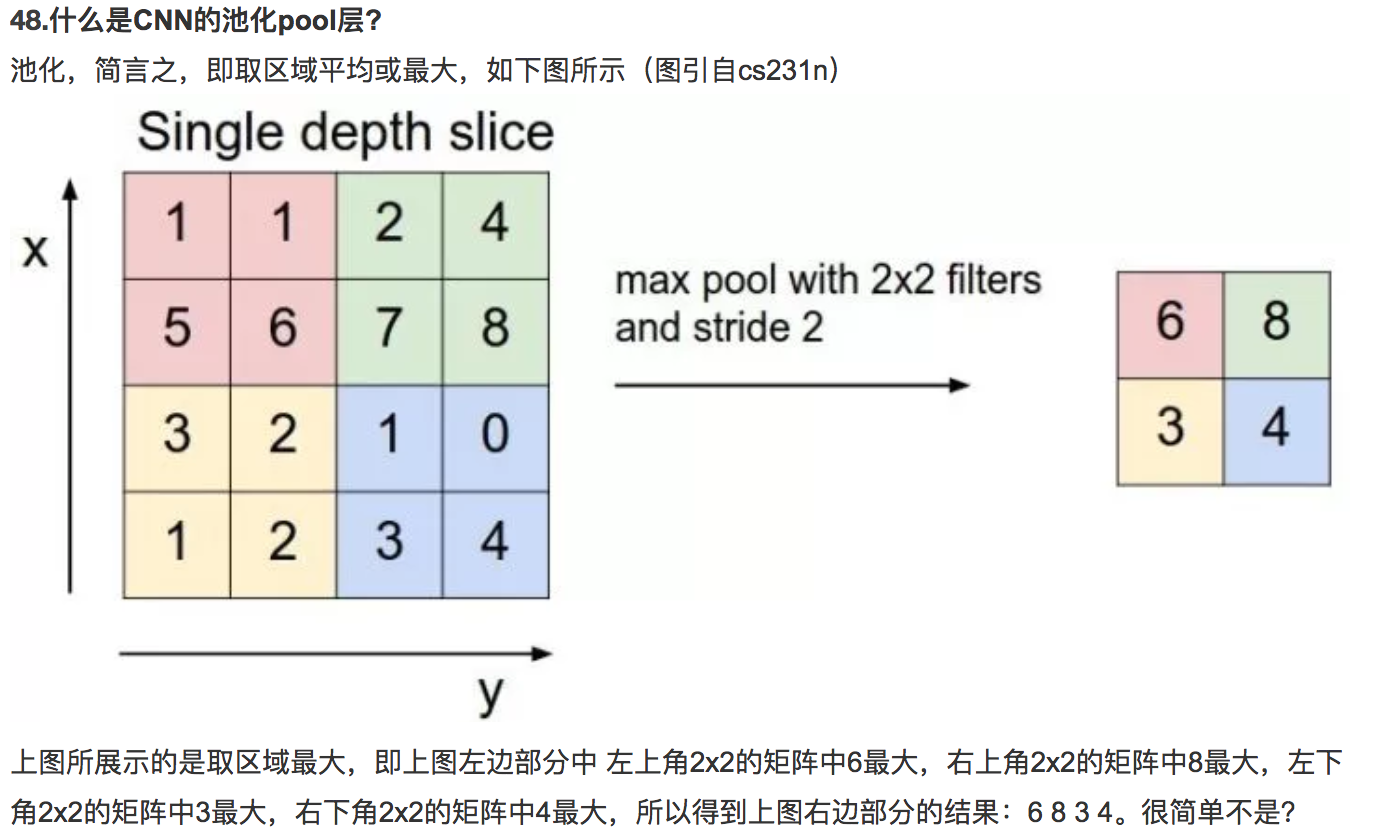 48.什么是CNN的池化pool层?
池化，简言之，即取区域平均或最大，如下图所示（图引自cs231n）
Single depth slice
x
1 1 2 4
5 6 7 8
3 2 1 0
1 2 3 4
y
max pool with 2x2 filters
and stride 2
6 8
3 4
上图所展示的是取区域最大，即上图左边部分中 左上角2x2的矩阵中6最大，右上角2x2的矩阵中8最大，左下
角2x2的矩阵中3最大，右下角2x2的矩阵中4最大，所以得到上图右边部分的结果：6 8 3 4。很简单不是？